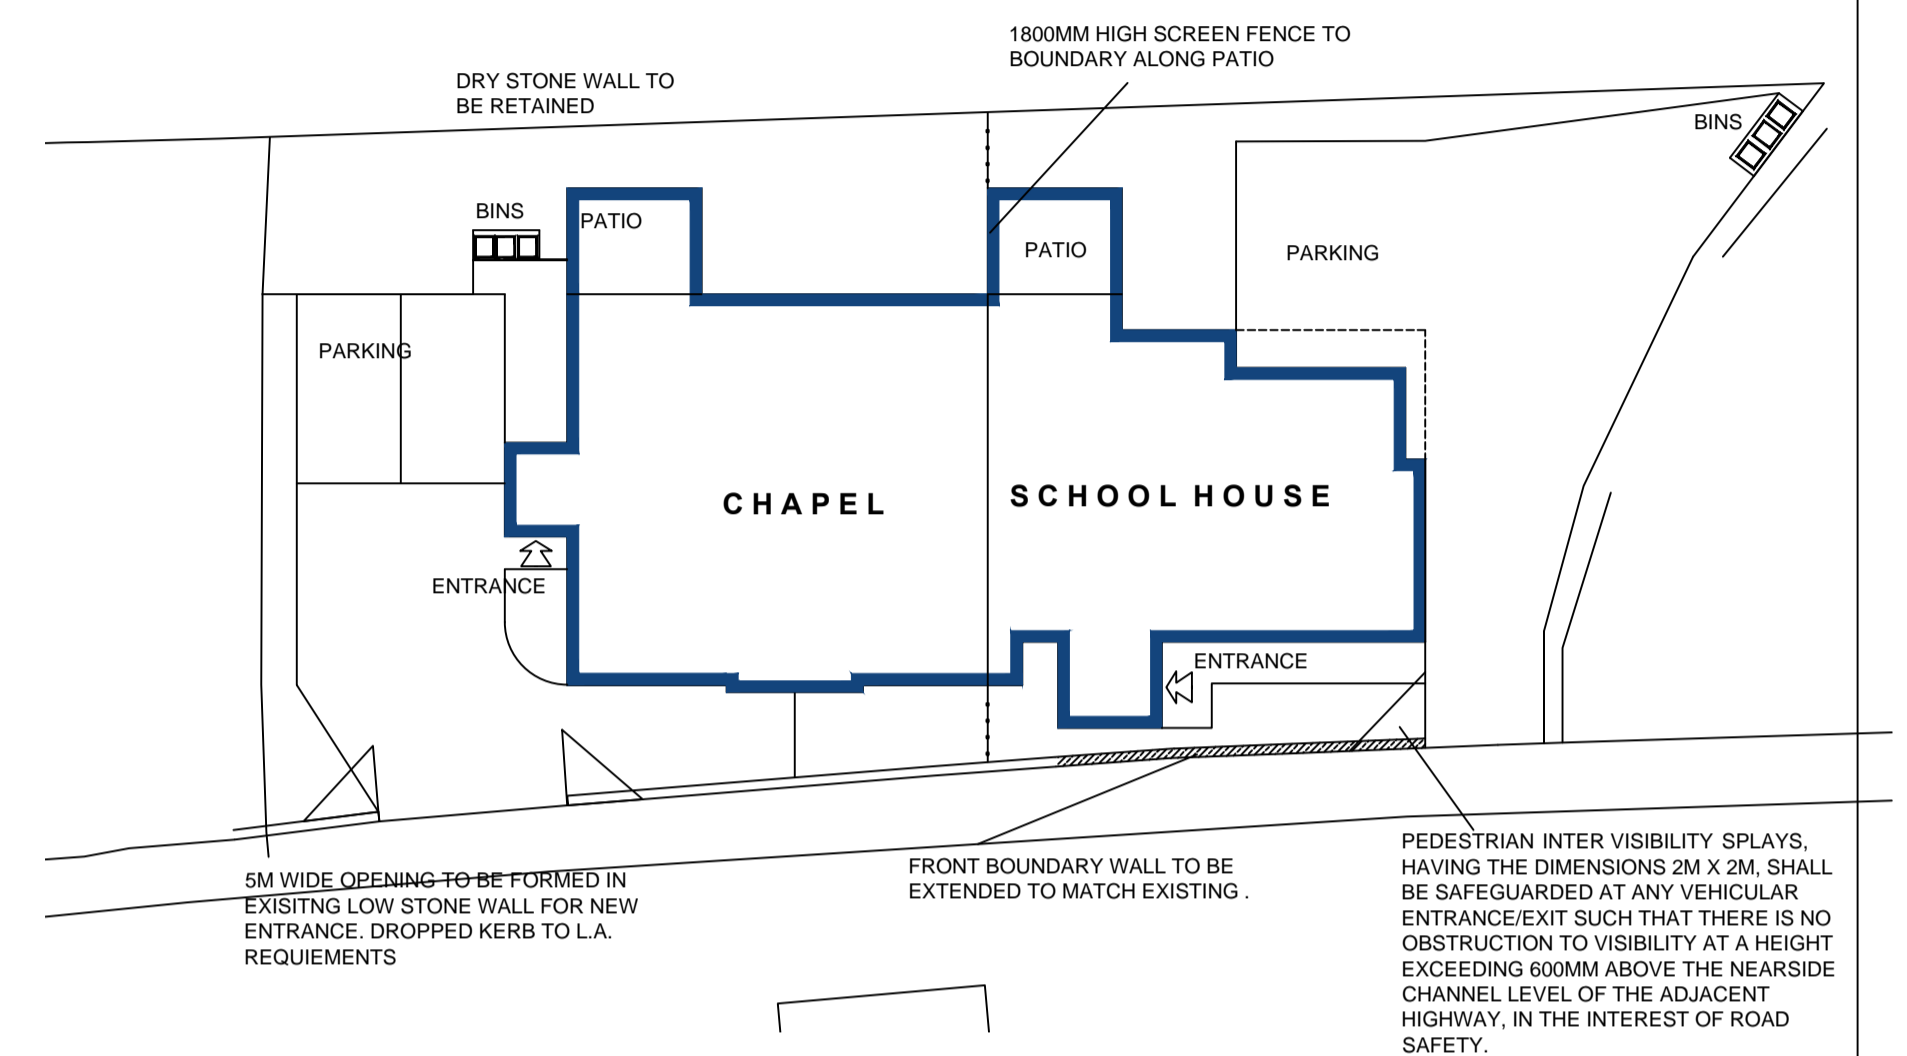 1800MM HIGH SCREEN FENCE TO
BOUNDARY ALONG PATIO
DRY STONE WALL TO
BE RETAINED
BINS
BINS
PATIO
PATIO
PARKING
PARKING
CHAPEL
SCHOOL HOUSE
ENTRANCE
ENTRANCE
5M WIDE OPENING TO BE FORMED IN
EXISITNG LOW STONE WALL FOR NEW
ENTRANCE. DROPPED KERB TO L.A.
REQUIEMENTS
FRONT BOUNDARY WALL TO BE
EXTENDED TO MATCH EXISTING .
PEDESTRIAN INTER VISIBILITY SPLAYS,
HAVING THE DIMENSIONS 2M X 2M, SHALL
BE SAFEGUARDED AT ANY VEHICULAR
ENTRANCE/EXIT SUCH THAT THERE IS NO
OBSTRUCTION TO VISIBILITY AT A HEIGHT
EXCEEDING 600MM ABOVE THE NEARSIDE
CHANNEL LEVEL OF THE ADJACENT
HIGHWAY, IN THE INTEREST OF ROAD
SAFETY.